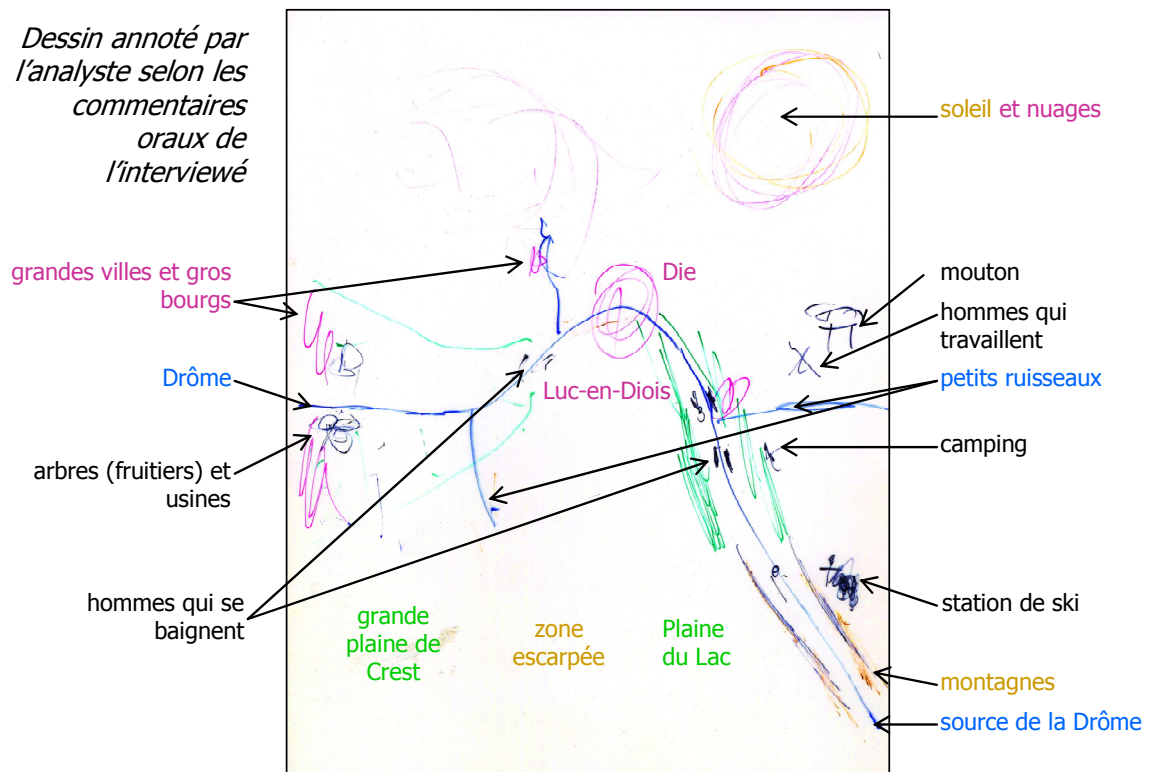 Dessin annoté par
l'analyste selon les
commentaires
oraux de
l'interviewé
soleil et nuages
grandes villes et gros
bourgs
Die
mouton
hommes qui
travaillent
Drôme
Luc-en-Diois
petits ruisseaux
arbres (fruitiers) et
usines
camping
hommes qui se
baignent
grande
plaine de
Crest
zone
escarpée
Plaine
du Lac
station de ski
montagnes
source de la Drôme